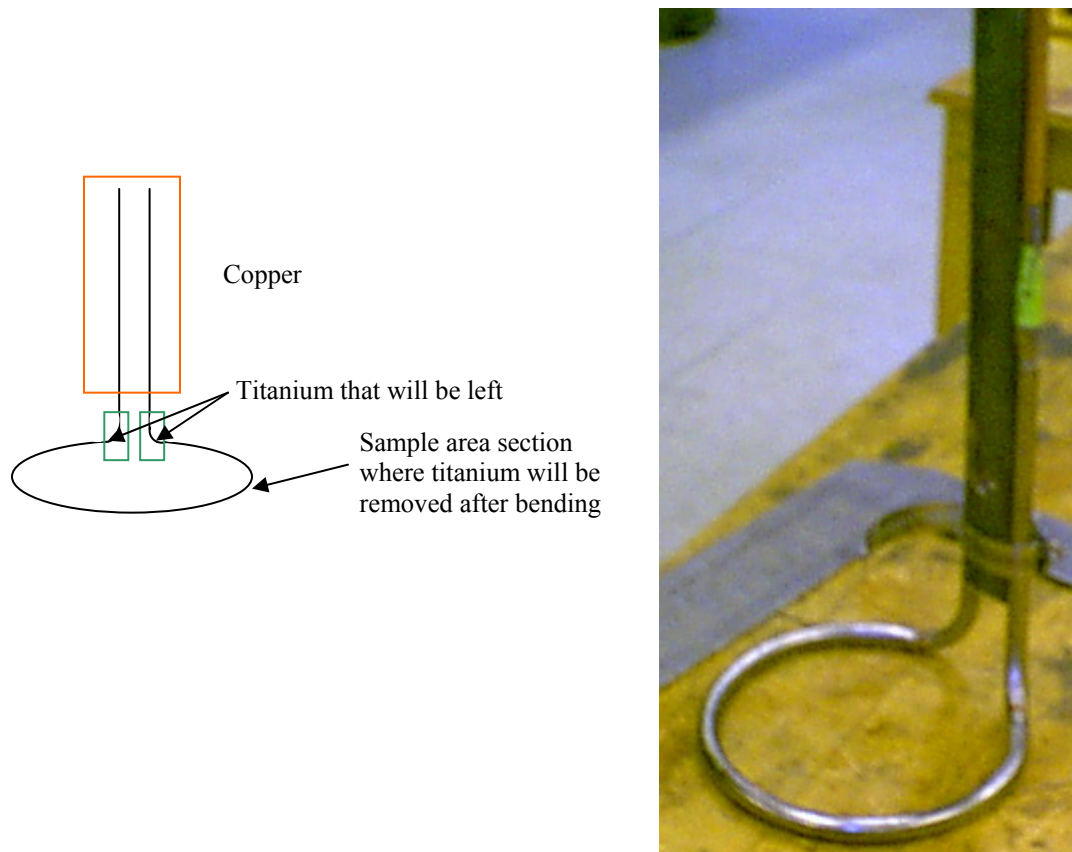 Copper
Titanium that will be left
Sample area section
where titanium will be
removed after bending